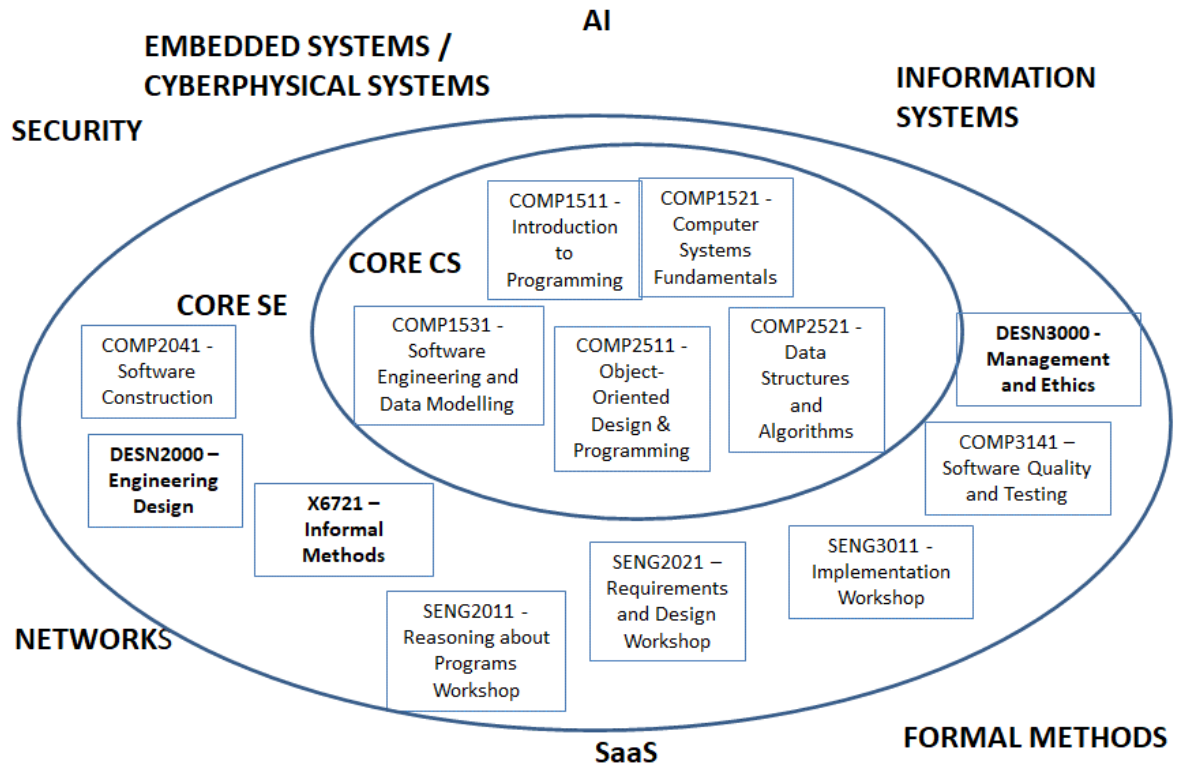 AI
EMBEDDED SYSTEMS /
CYBERPHYSICAL SYSTEMS
INFORMATION
SYSTEMS
SECURITY
COMP1511 -
Introduction
to
Programming
COMP1521 -
Computer
Systems
Fundamentals
CORE CS
CORE SE
COMP1531 -
Software
Engineering and
Data Modelling
COMP2511 -
Object-
Oriented
Design &
Programming
COMP2521 -
Data
Structures
and
Algorithms
DESN3000 -
Management
and Ethics
COMP2041 -
Software
Construction
DESN2000 –
Engineering
Design
COMP3141 –
Software Quality
and Testing
X6721 –
Informal
Methods
SENG3011 -
Implementation
Workshop
SENG2021 –
Requirements
and Design
Workshop
SENG2011 -
Reasoning about
Programs
Workshop
NETWORKS
FORMAL METHODS
SaaS